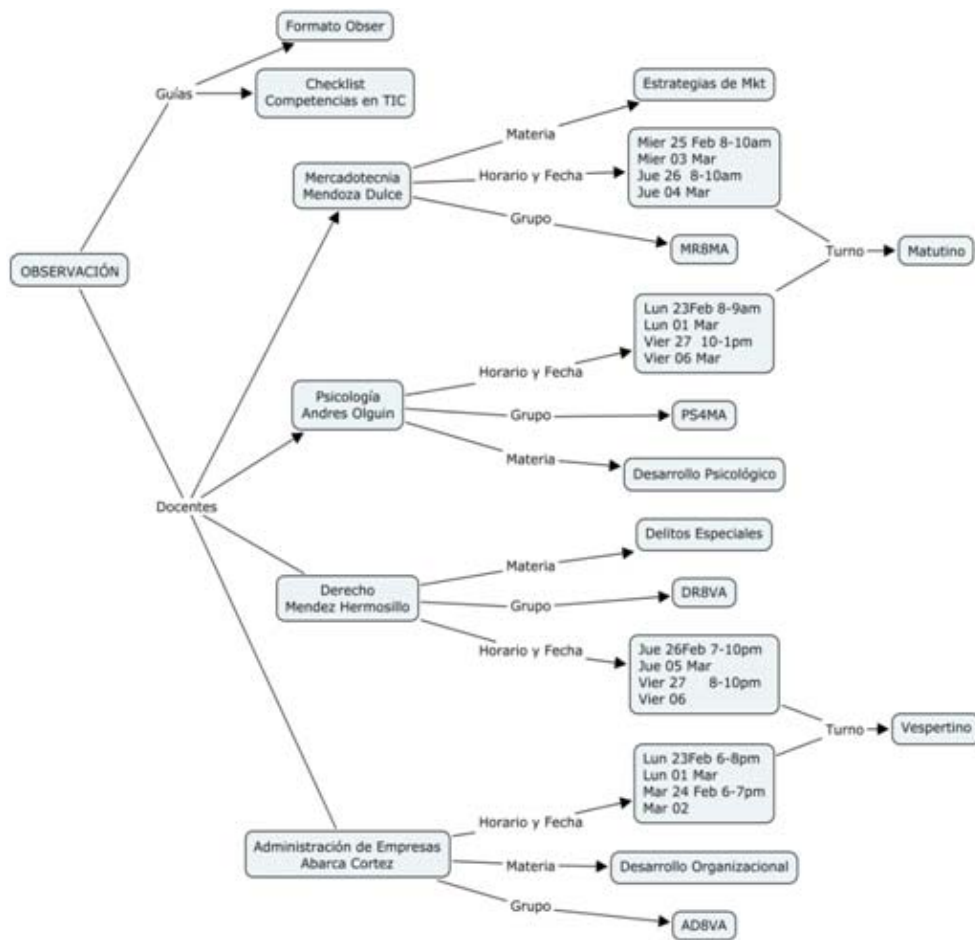 Formato Obser
Guías
Checklist
Competencias en TIC
OBSERVACIÓN
Docentes
Mercadotecnia
Mendoza Dulce
Materia
Estrategias de Mkt
Horario y Fecha
Mier 25 Feb 8-10am
Mier 03 Mar
Jue 26  8-10am
Jue 04 Mar
Grupo
MR8MA
Turno
Matutino
Psicología
Andres Olguin
Horario y Fecha
Lun 23Feb 8-9am
Lun 01 Mar
Vier 27  10-1pm
Vier 06 Mar
Grupo
PS4MA
Materia
Desarrollo Psicológico
Derecho
Mendez Hermosillo
Materia
Delitos Especiales
Grupo
DR8VA
Horario y Fecha
Jue 26Feb 7-10pm
Jue 05 Mar
Vier 27     8-10pm
Vier 06
Turno
Vespertino
Administración de Empresas
Abarca Cortez
Horario y Fecha
Lun 23Feb 6-8pm
Lun 01 Mar
Mar 24 Feb 6-7pm
Mar 02
Materia
Desarrollo Organizacional
Grupo
AD8VA